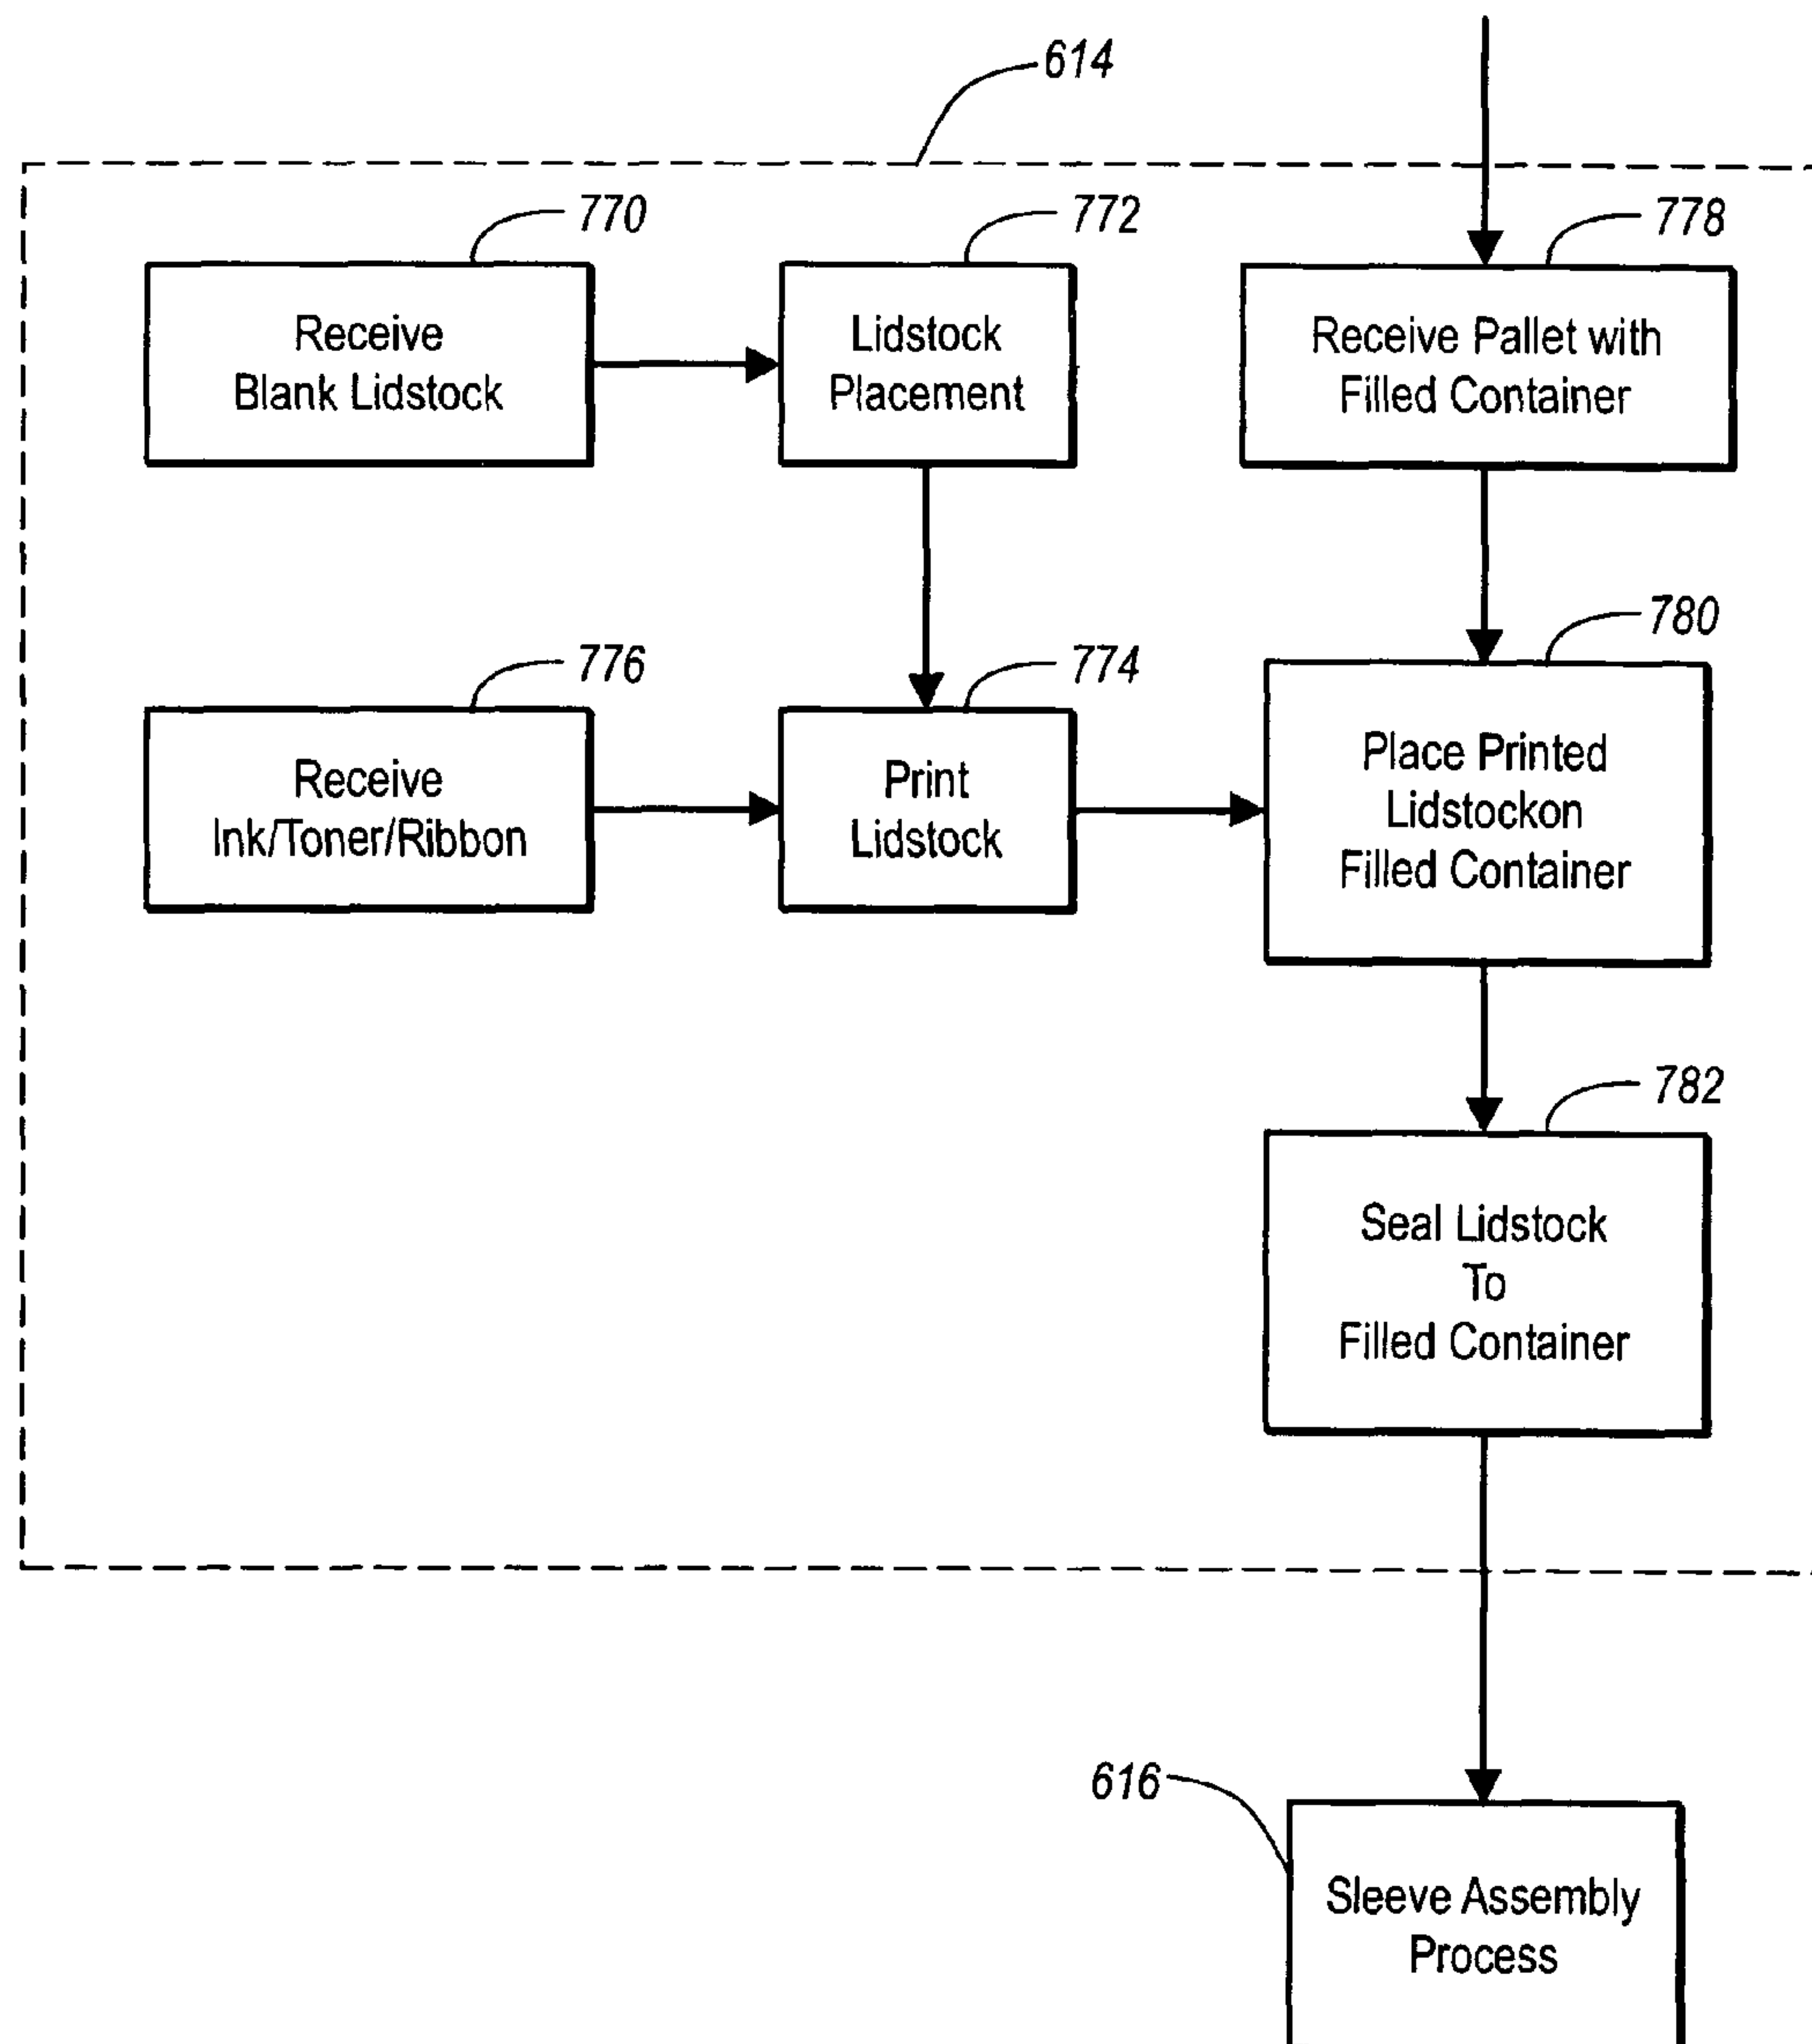 614
770
Receive
Blank Lidstock
772
Lidstock
Placement
778
Receive Pallet with
Filled Container
776
Receive
Ink/Toner/Ribbon
774
Print
Lidstock
780
Place Printed
Lidstockon
Filled Container
782
Seal Lidstock
To
Filled Container
616
Sleeve Assembly
Process